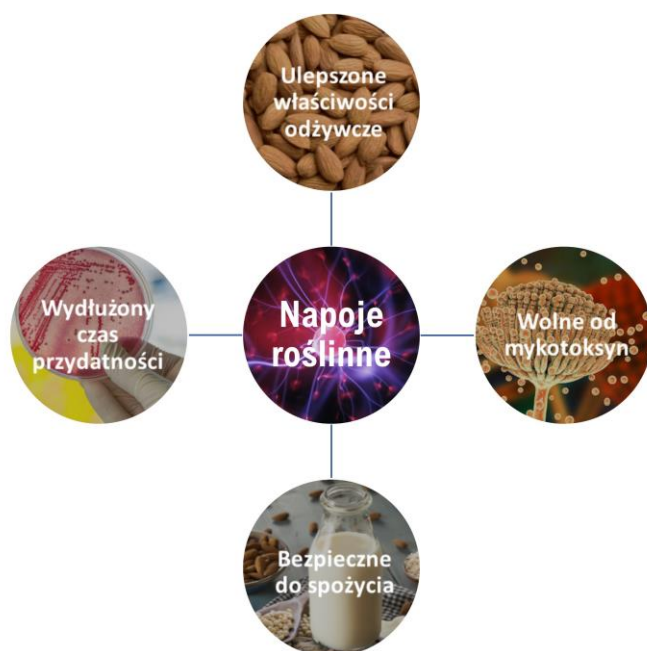 Ulepszone
właściwości
odżywcze
Wydłużony
czas
przydatności
Napoje
roślinne
Wolne od
mykotoksyn
Bezpieczne
do spożycia